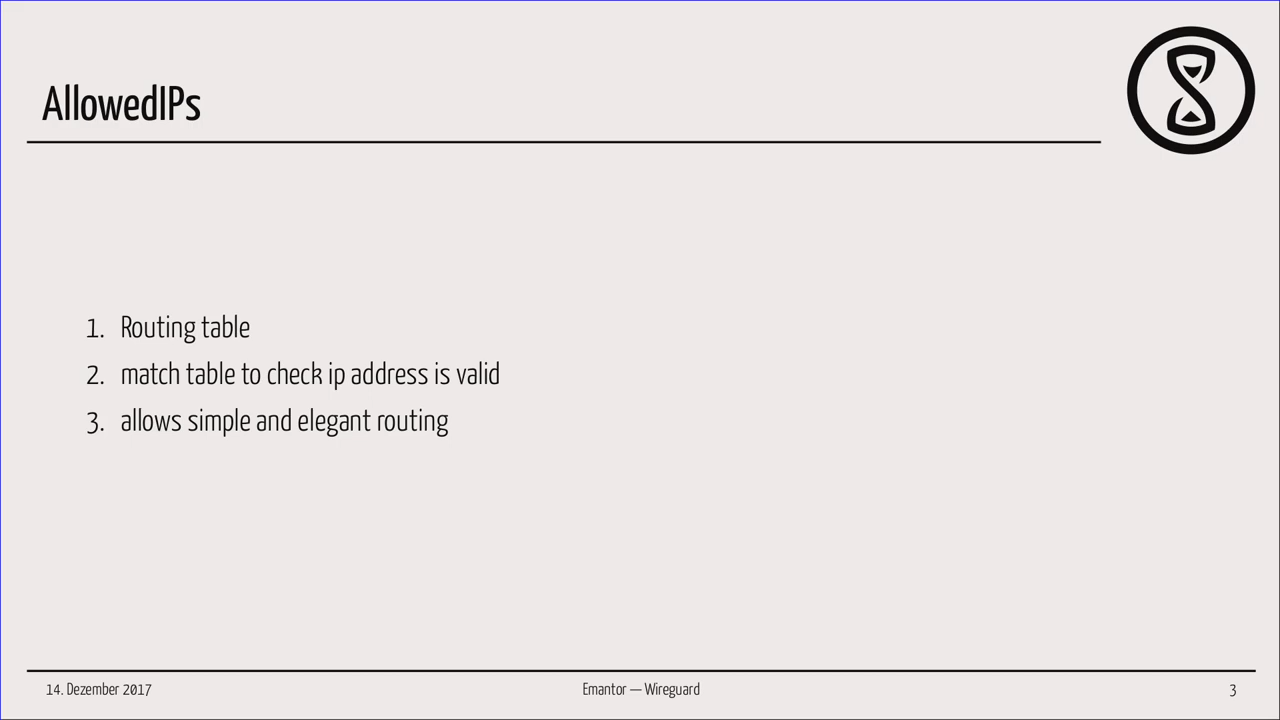 AllowedIPs
1. Routing table
2. match table to check ip address is valid
3. allows simple and elegant routing
14. Dezember 2017
Emantor — Wireguard
3